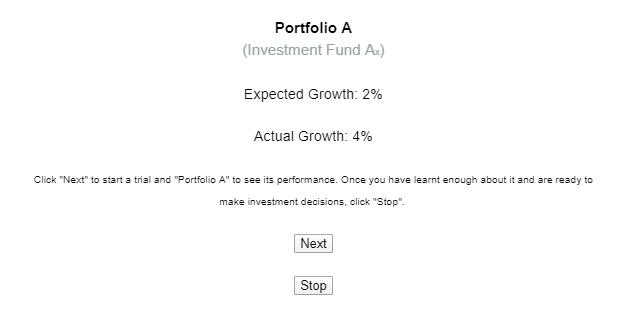 Portfolio A
(Investment Fund Ax)
Expected Growth: 2%
Actual Growth: 4%
Click "Next" to start a trial and "Portfolio A" to see its performance. Once you have learnt enough about it and are ready to
make investment decisions, click "Stop".
Next
Stop